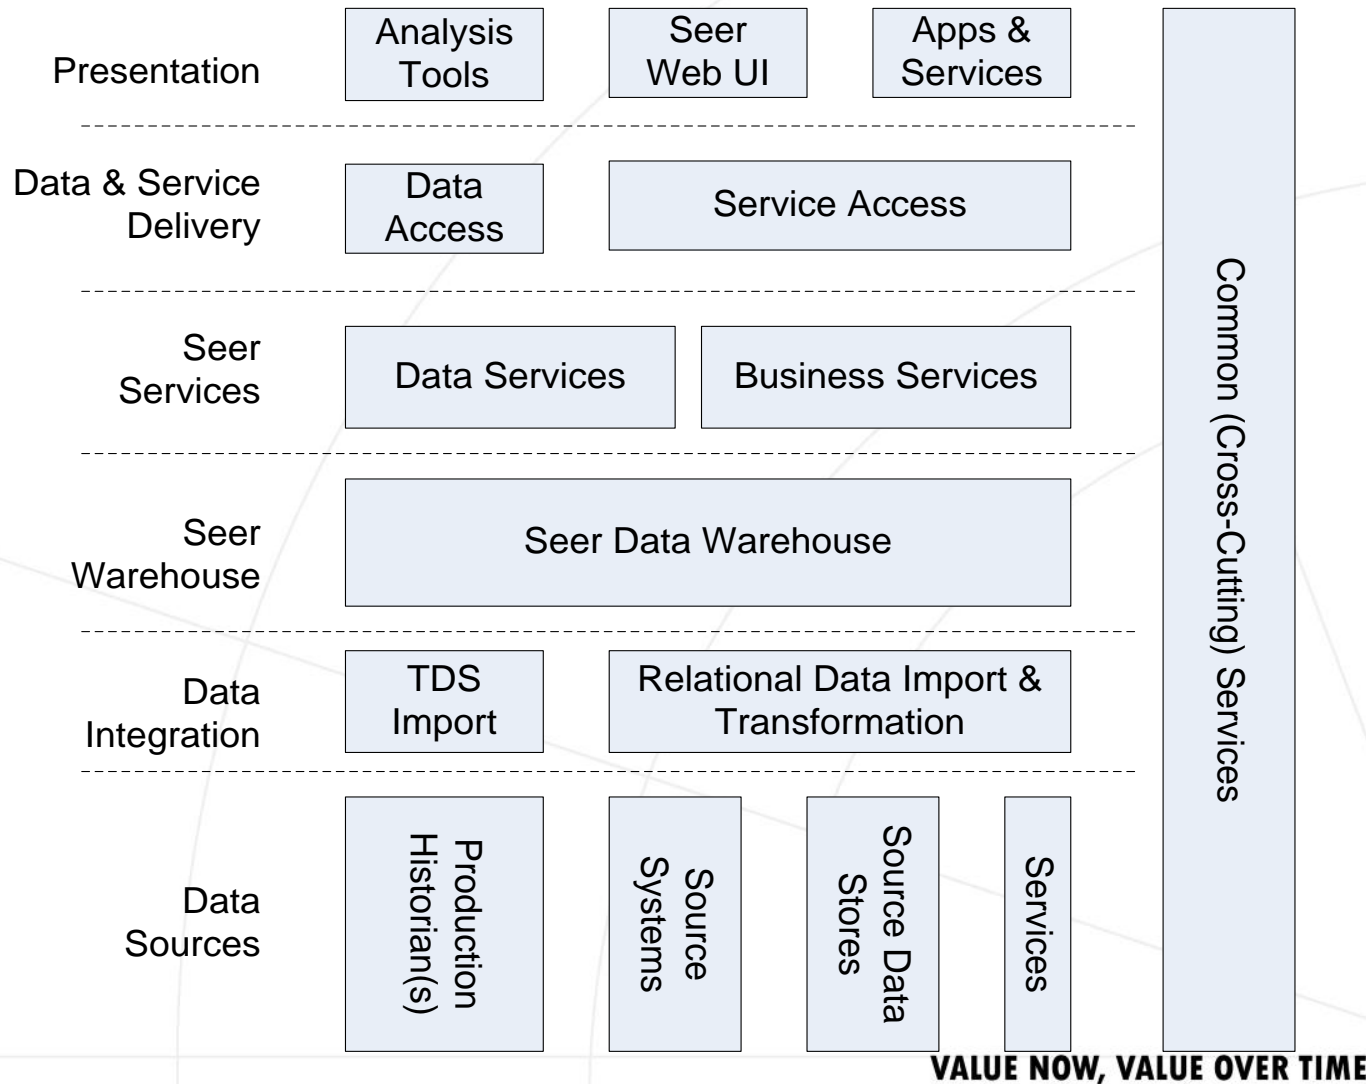 Presentation
Analysis
Tools
Seer
Web UI
Apps &
Services
Data & Service
Delivery
Data
Access
Service Access
Seer
Services
Data Services
Business Services
Seer
Warehouse
Seer Data Warehouse
Data
Integration
TDS
Import
Relational Data Import &
Transformation
Data
Sources
Production
Historian(s)
Source
Systems
Source Data
Stores
Services
Common (Cross-Cutting) Services
VALUE NOW, VALUE OVER TIME